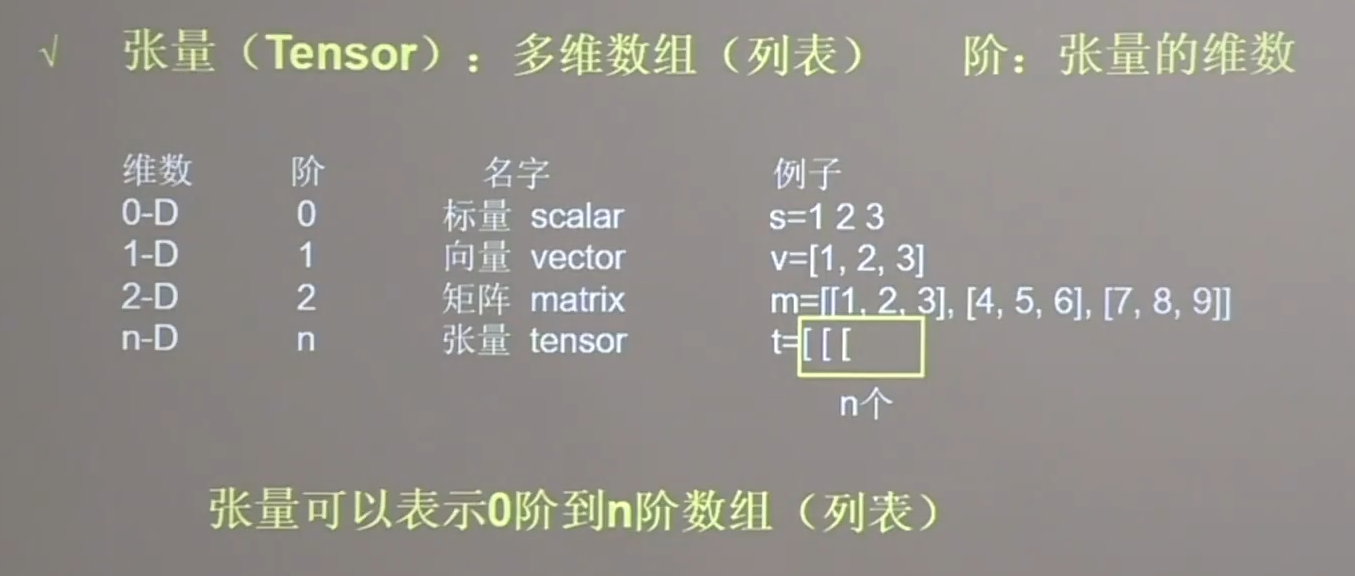 √ 张量（Tensor）：多维数组（列表） 阶：张量的维数
维数 阶 名字 例子
0-D 0 标量 scalar s=1 2 3
1-D 1 向量 vector v=[1, 2, 3]
2-D 2 矩阵 matrix m=[[1, 2, 3], [4, 5, 6], [7, 8, 9]]
n-D n 张量 tensor t=[ [ [
n个
张量可以表示0阶到n阶数组（列表）